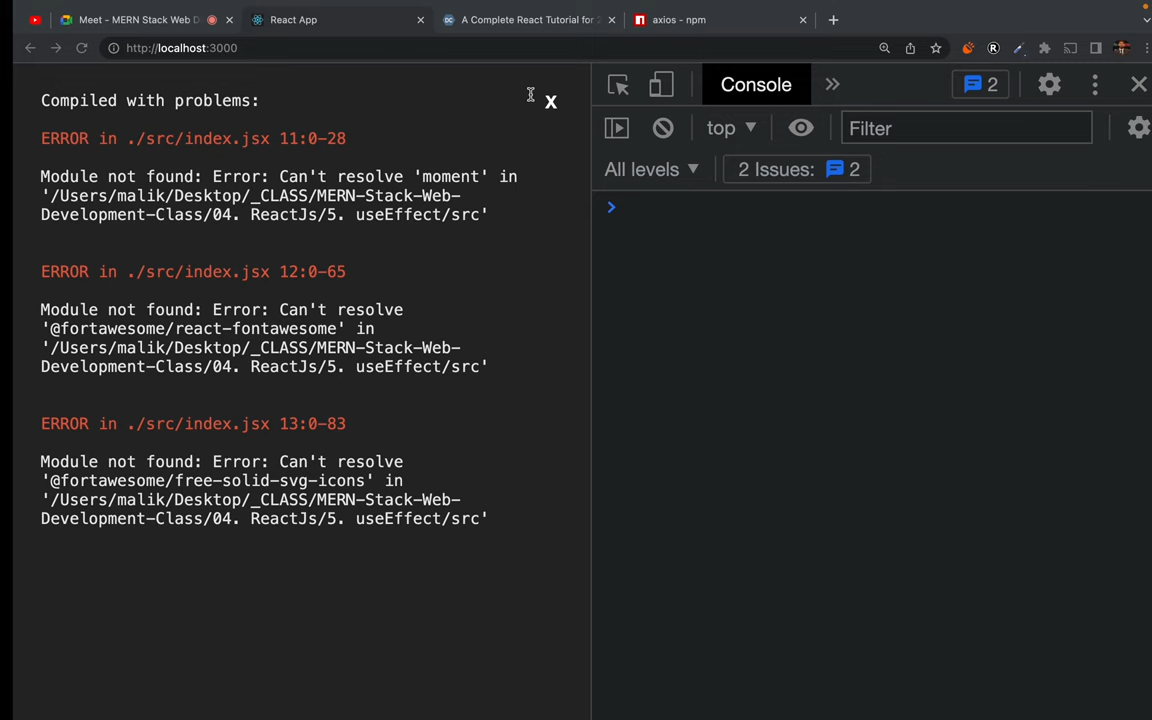 Meet - MERN Stack Web D
React App
A Complete React Tutorial for 2
axios - npm
http://localhost:3000
Compiled with problems:
X
ERROR in ./src/index.jsx 11:0-28
Module not found: Error: Can't resolve 'moment' in
'/Users/malik/Desktop/_CLASS/MERN-Stack-Web-
Development-Class/04. ReactJs/5. useEffect/src'
ERROR in ./src/index.jsx 12:0-65
Module not found: Error: Can't resolve
'@fortawesome/react-fontawesome' in
'/Users/malik/Desktop/_CLASS/MERN-Stack-Web-
Development-Class/04. ReactJs/5. useEffect/src'
ERROR in ./src/index.jsx 13:0-83
Module not found: Error: Can't resolve
'@fortawesome/free-solid-svg-icons' in
'/Users/malik/Desktop/_CLASS/MERN-Stack-Web-
Development-Class/04. ReactJs/5. useEffect/src'
Console
2
top
Filter
All levels
2 Issues: 2